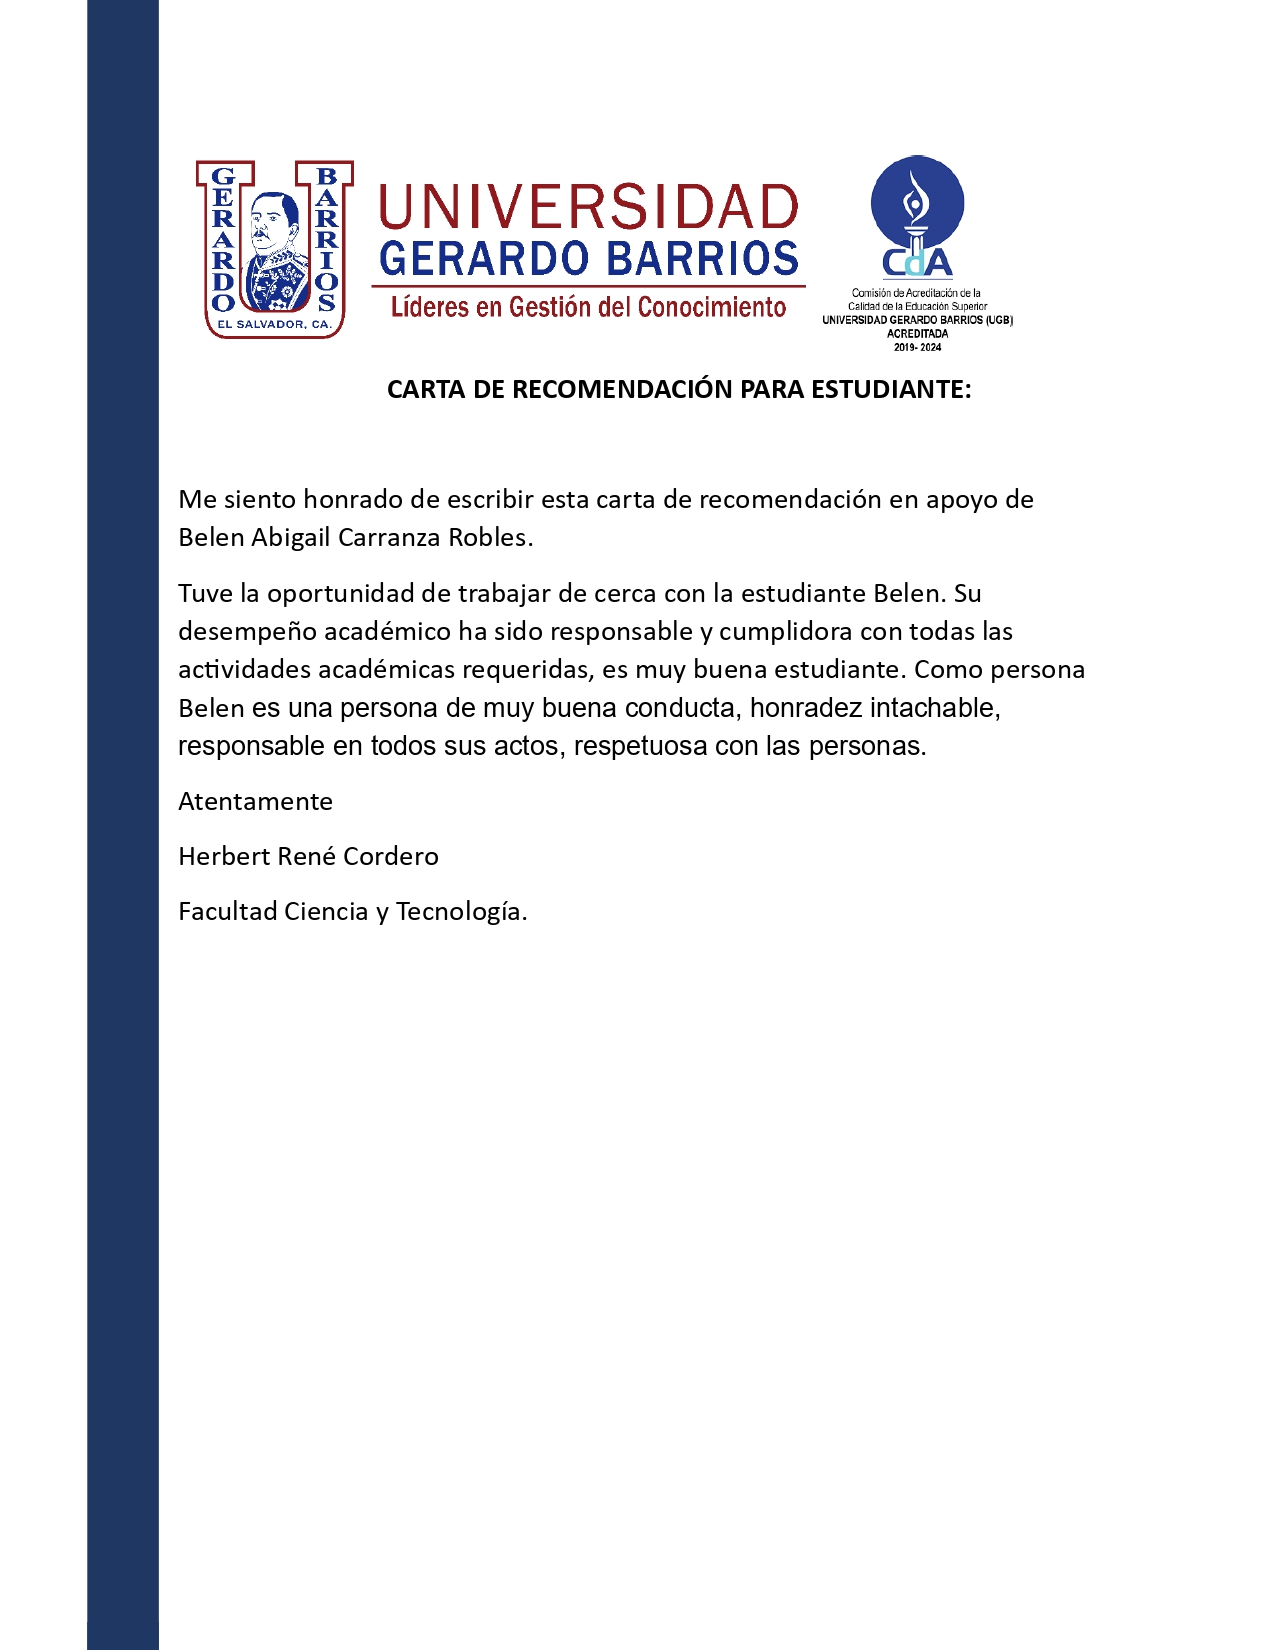 GERARDO
BARRIOS
EL SALVADOR, CA.
UNIVERSIDAD
GERARDO BARRIOS
Líderes en Gestión del Conocimiento
CdA
Comisión de Acreditación de la
Calidad de la Educación Superior
UNIVERSIDAD GERARDO BARRIOS (UGB)
ACREDITADA
2019- 2024
CARTA DE RECOMENDACIÓN PARA ESTUDIANTE:
Me siento honrado de escribir esta carta de recomendación en apoyo de
Belen Abigail Carranza Robles.
Tuve la oportunidad de trabajar de cerca con la estudiante Belen. Su
desempeño académico ha sido responsable y cumplidora con todas las
actividades académicas requeridas, es muy buena estudiante. Como persona
Belen es una persona de muy buena conducta, honradez intachable,
responsable en todos sus actos, respetuosa con las personas.
Atentamente
Herbert René Cordero
Facultad Ciencia y Tecnología.